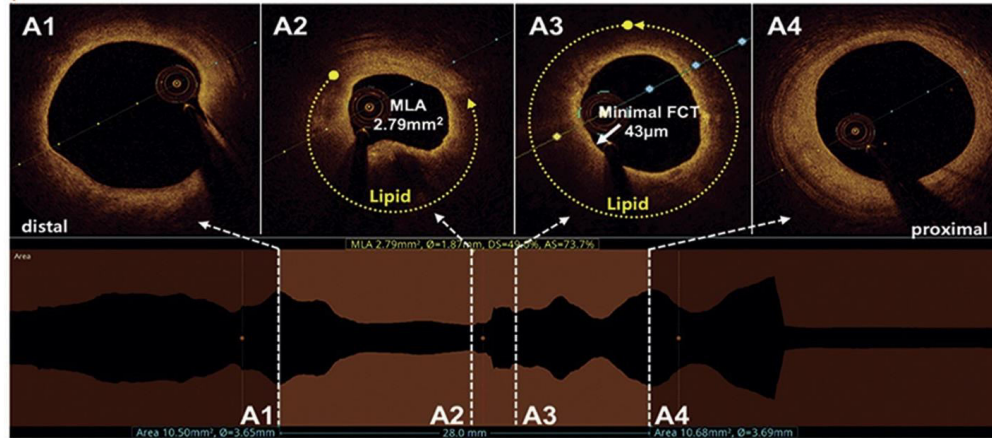 A1
A2
A3
A4
MLA
2.79mm²
Minimal FCT
43μm
Lipid
Lipid
distal
proximal
MLA 2.79mm², Ø=1.87mm, DS=49.0%, AS=73.7%
Area
A1
A2
A3
A4
Area 10.50mm², Ø=3.65mm
28.0 mm
Area 10.68mm², Ø=3.69mm